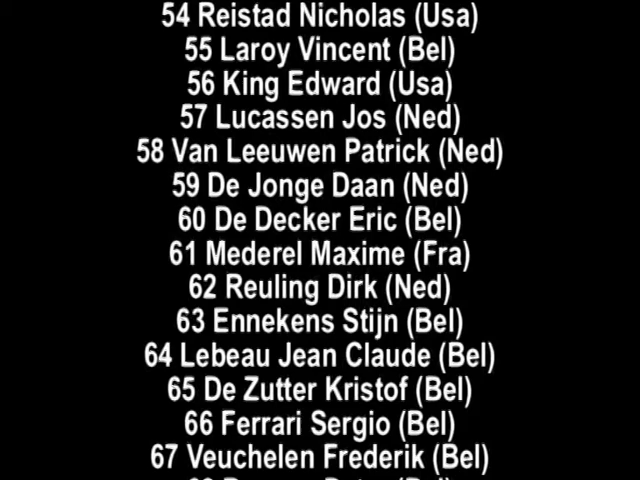 54 Reistad Nicholas (Usa)
55 Laroy Vincent (Bel)
56 King Edward (Usa)
57 Lucassen Jos (Ned)
58 Van Leeuwen Patrick (Ned)
59 De Jonge Daan (Ned)
60 De Decker Eric (Bel)
61 Mederel Maxime (Fra)
62 Reuling Dirk (Ned)
63 Ennekens Stijn (Bel)
64 Lebeau Jean Claude (Bel)
65 De Zutter Kristof (Bel)
66 Ferrari Sergio (Bel)
67 Veuchelen Frederik (Bel)